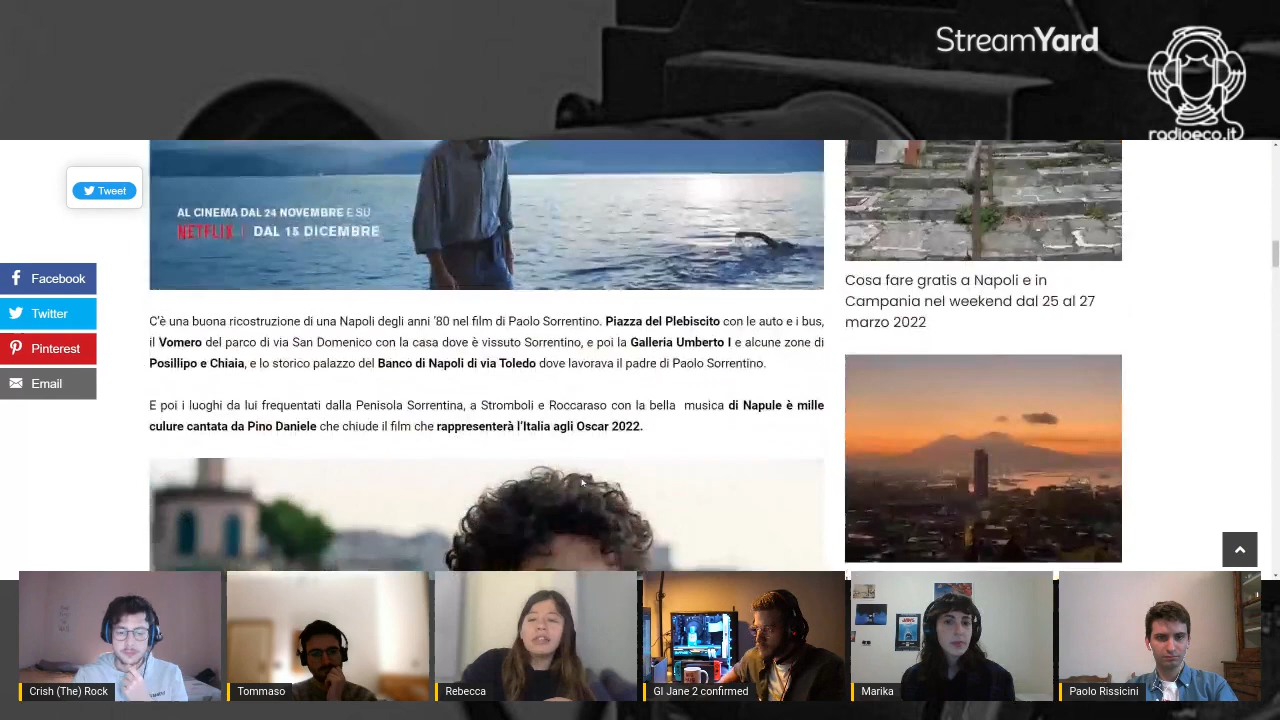 StreamYard
radioeco.it
Tweet
AL CINEMA DAL 24 NOVEMBRE E SU
NETFLIX | DAL 15 DICEMBRE
Facebook
Twitter
Pinterest
Email
C'è una buona ricostruzione di una Napoli degli anni '80 nel film di Paolo Sorrentino. Piazza del Plebiscito con le auto e i bus,
il Vomero del parco di via San Domenico con la casa dove è vissuto Sorrentino, e poi la Galleria Umberto I e alcune zone di
Posillipo e Chiaia, e lo storico palazzo del Banco di Napoli di via Toledo dove lavorava il padre di Paolo Sorrentino.
E poi i luoghi da lui frequentati dalla Penisola Sorrentina, a Stromboli e Roccaraso con la bella musica di Napule è mille
culure cantata da Pino Daniele che chiude il film che rappresenterà l'Italia agli Oscar 2022.
Cosa fare gratis a Napoli e in
Campania nel weekend dal 25 al 27
marzo 2022
JAWS
Crish (The) Rock
Tommaso
Rebecca
GI Jane 2 confirmed
Marika
Paolo Rissicini